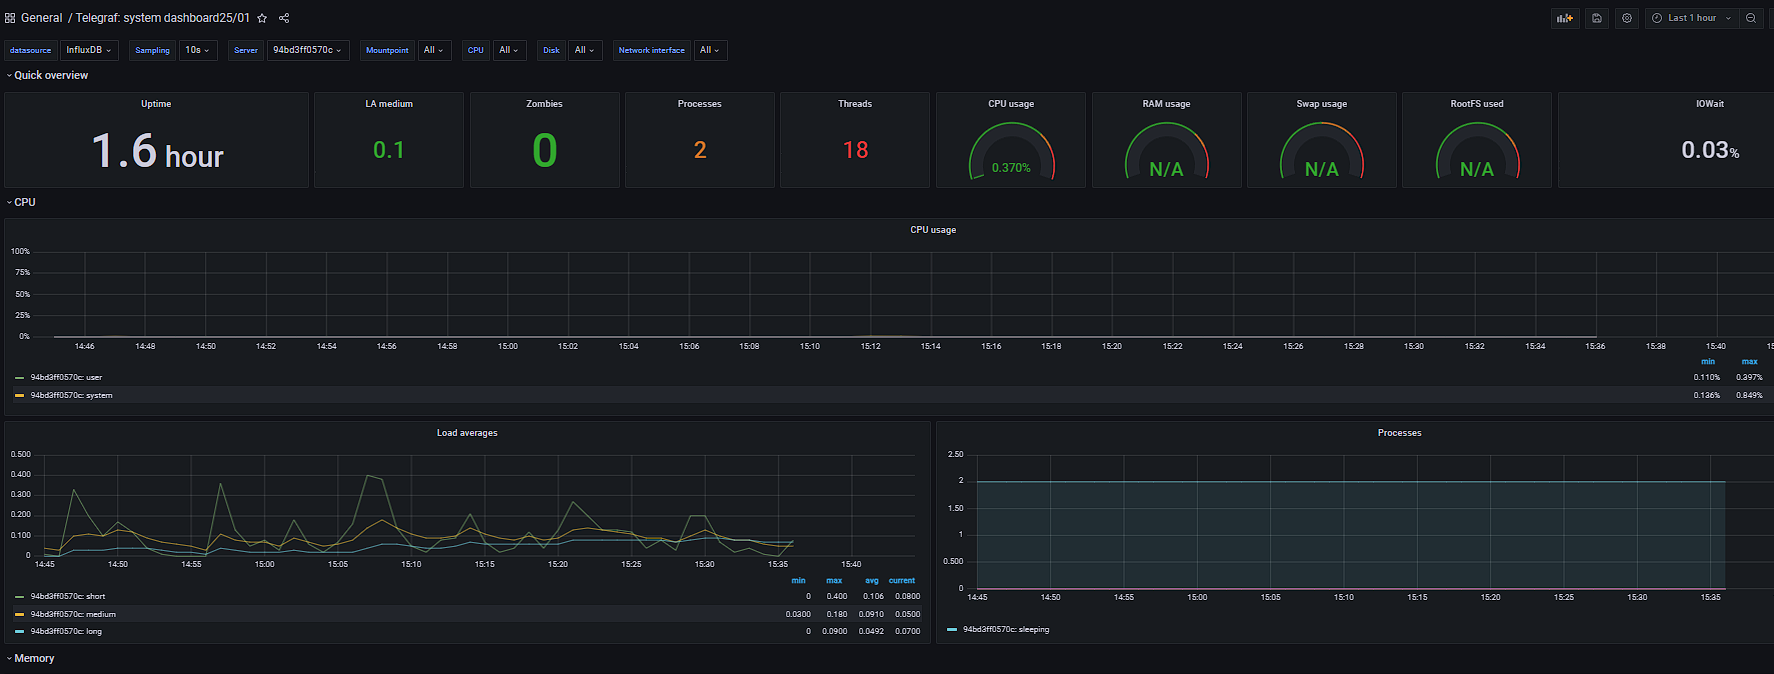 General / Telegraf: system dashboard25/01
Last 1 hour
datasource InfluxDB Sampling 10s Server 94bd3ff0570c Mountpoint All CPU All Disk All Network interface All
Quick overview
Uptime LA medium Zombies Processes Threads CPU usage RAM usage Swap usage RootFS used IOWait
1.6 hour 0.1 0 2 18 0.370% N/A N/A N/A 0.03%
CPU
CPU usage
100%
75%
50%
25%
0%
14:46 14:48 14:50 14:52 14:54 14:56 14:58 15:00 15:02 15:04 15:06 15:08 15:10 15:12 15:14 15:16 15:18 15:20 15:22 15:24 15:26 15:28 15:30 15:32 15:34 15:36 15:38 15:40
min max
94bd3ff0570c: user 0.110% 0.397%
94bd3ff0570c: system 0.136% 0.849%
Load averages
0.500
0.400
0.300
0.200
0.100
0
14:45 14:50 14:55 15:00 15:05 15:10 15:15 15:20 15:25 15:30 15:35 15:40
min max avg current
94bd3ff0570c: short 0 0.400 0.106 0.0800
94bd3ff0570c: medium 0.0300 0.180 0.0910 0.0500
94bd3ff0570c: long 0 0.0900 0.0492 0.0700
Processes
2.50
2
1.50
1
0.500
0
14:45 14:50 14:55 15:00 15:05 15:10 15:15 15:20 15:25 15:30 15:35
94bd3ff0570c: sleeping
Memory